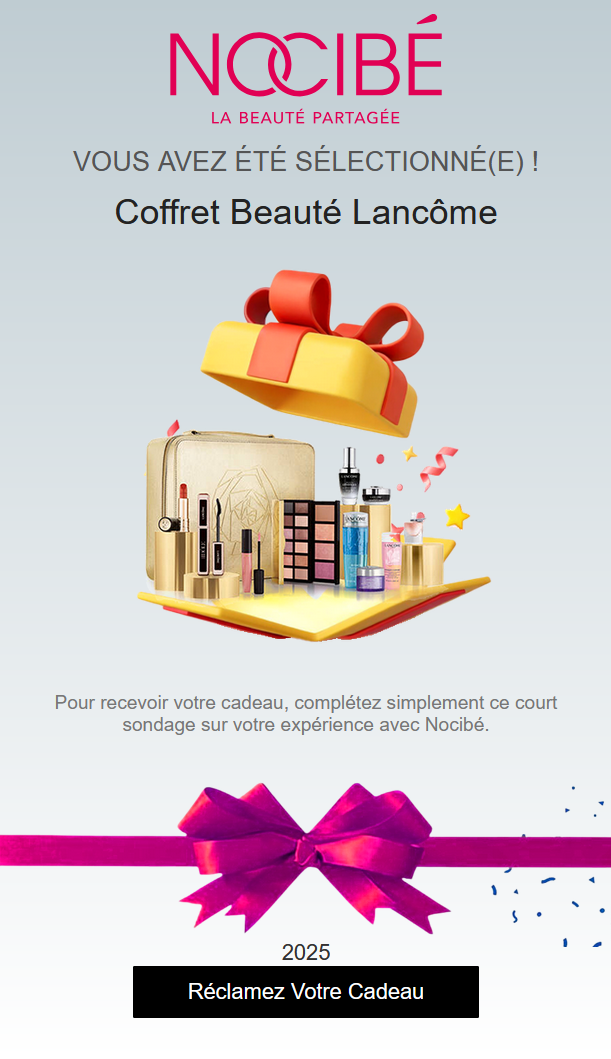 NOCIBÉ
LA BEAUTÉ PARTAGÉE
VOUS AVEZ ÉTÉ SÉLECTIONNÉ(E) !
Coffret Beauté Lancôme
Pour recevoir votre cadeau, complétez simplement ce court
sondage sur votre expérience avec Nocibé.
2025
Réclamez Votre Cadeau